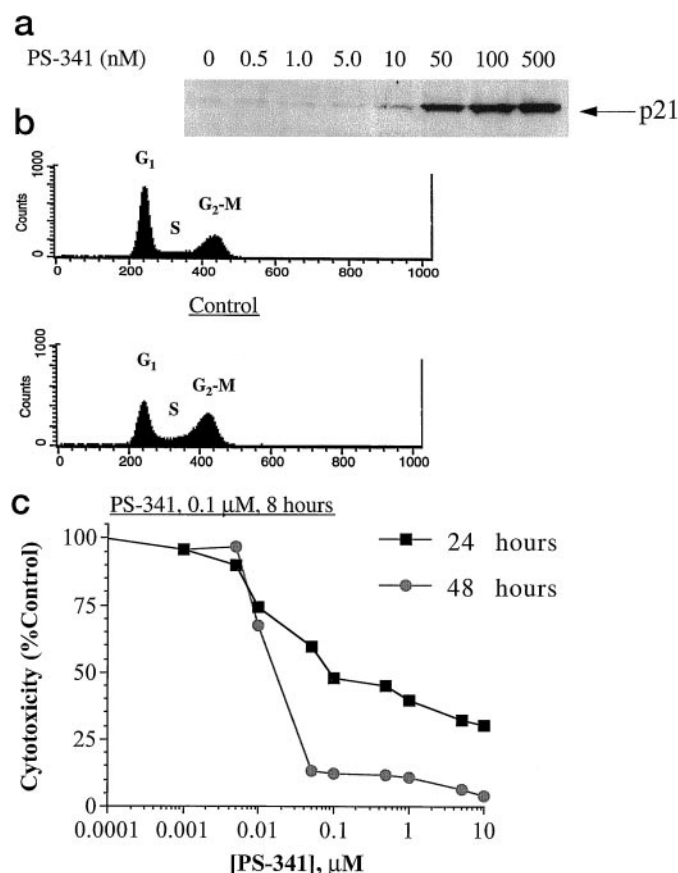 a
PS-341 (nM) 0 0.5 1.0 5.0 10 50 100 500
p21
b
1000
Counts
0
G₁
S
G₂-M
0 200 400 600 800 1000
Control
1000
Counts
0
G₁
S
G₂-M
0 200 400 600 800 1000
PS-341, 0.1 μM, 8 hours
c
100
75
50
25
0
Cytotoxicity (%Control)
24 hours
48 hours
0.0001 0.001 0.01 0.1 1 10
[PS-341], μM